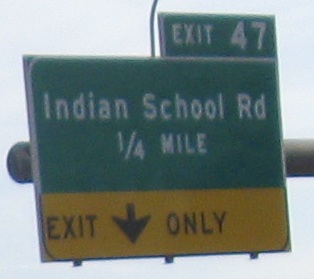 EXIT 47
Indian School Rd
1/4 MILE
EXIT ONLY